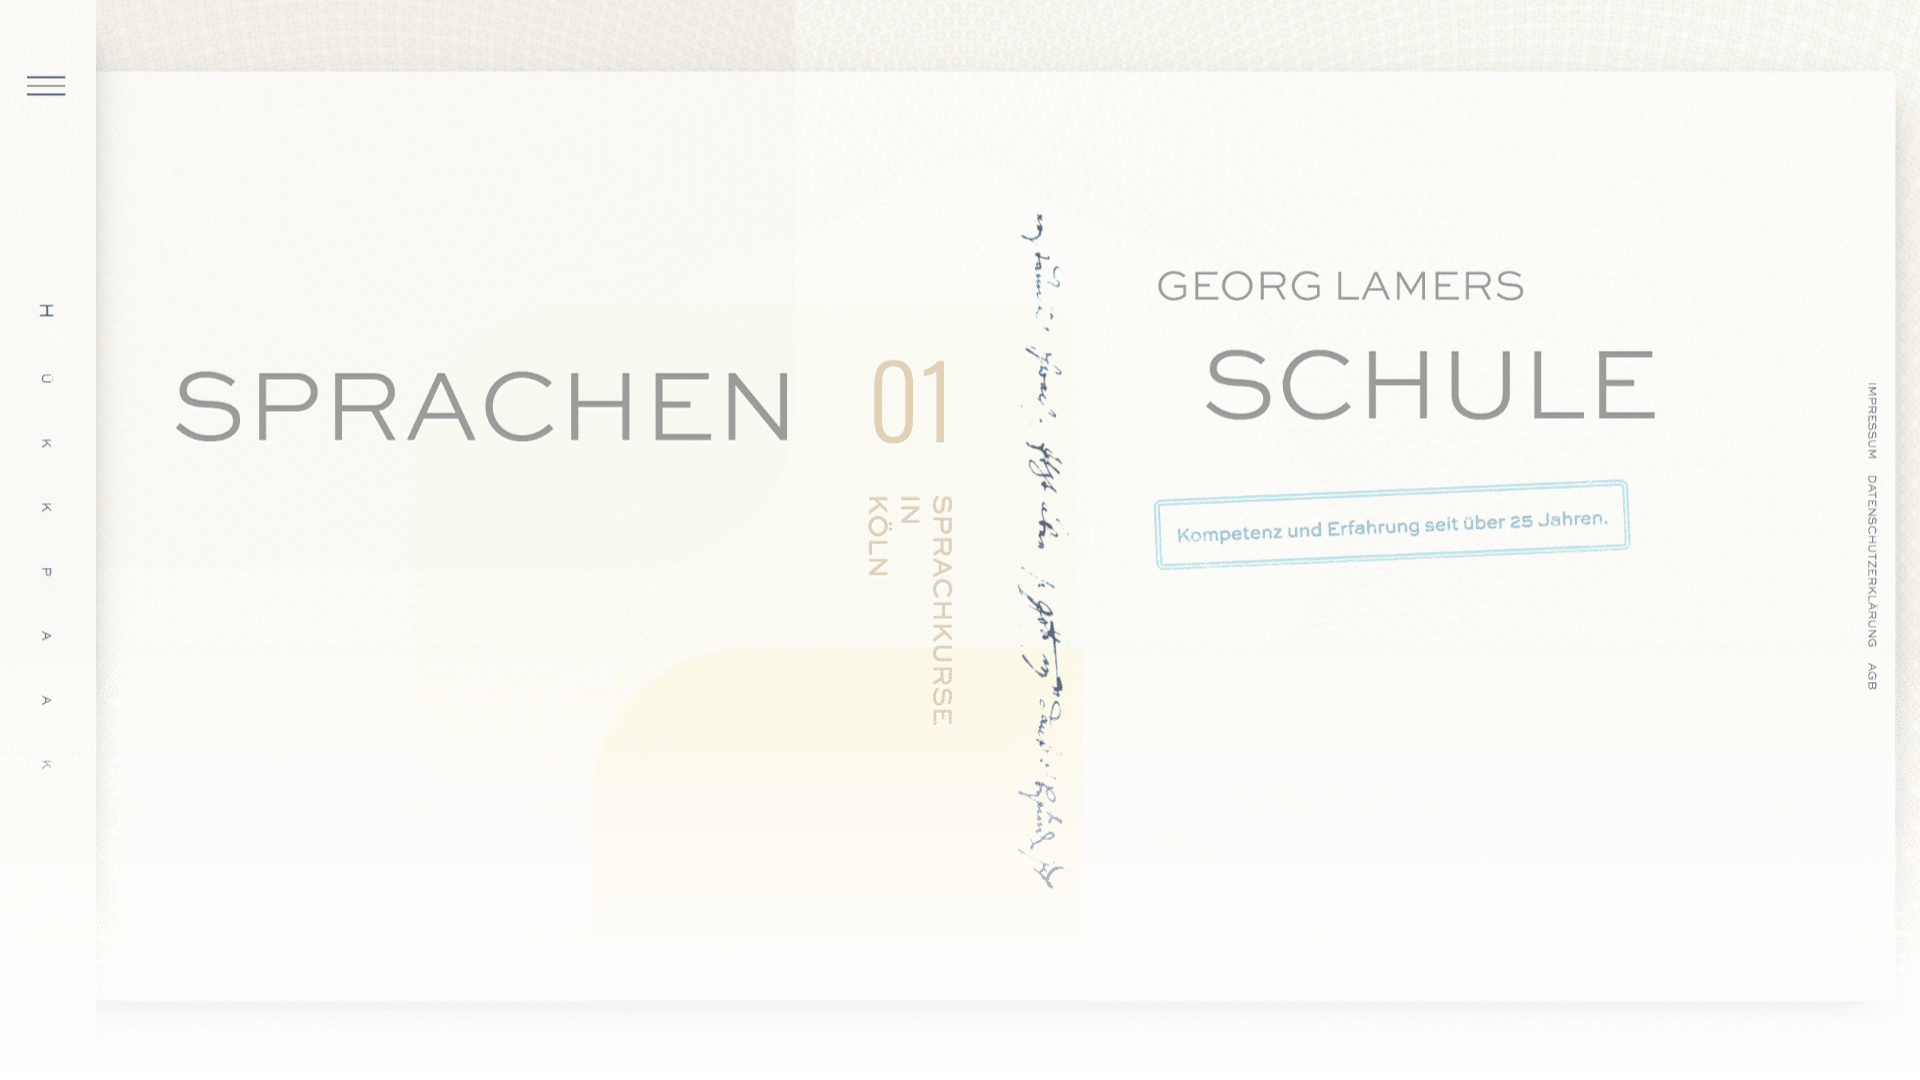 H Ü K K K P A A K
SPRACHEN
01
SPRACHKURSE
IN
KÖLN
GEORG LAMERS
SCHULE
Kompetenz und Erfahrung seit über 25 Jahren.
IMPRESSUM DATENSCHUTZERKLÄRUNG AGB